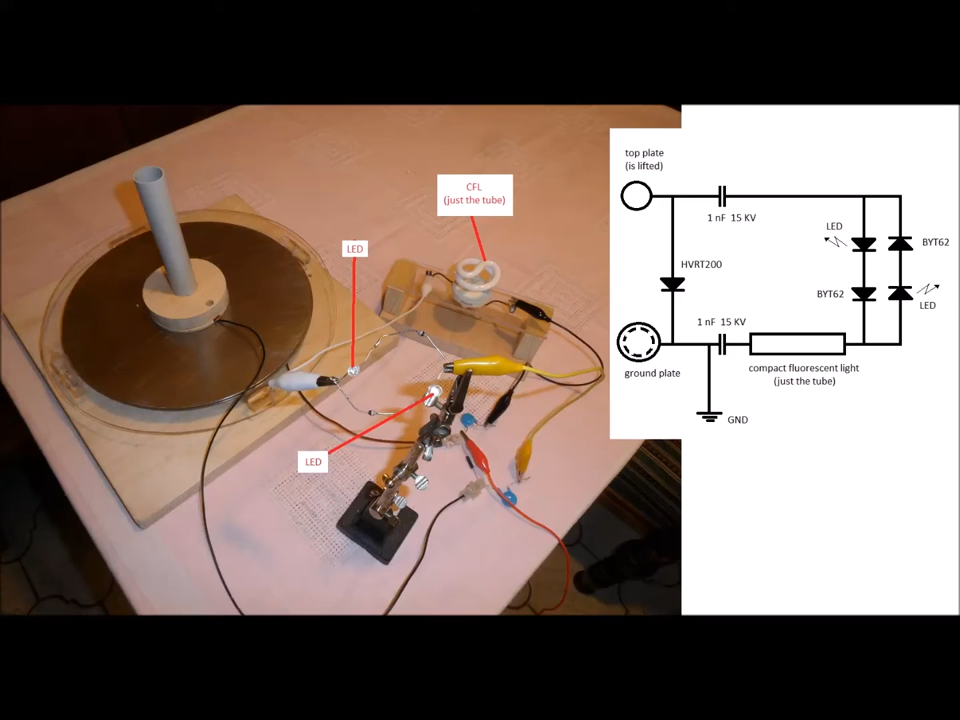 CFL
(just the tube)
LED
LED
top plate
(is lifted)
1 nF 15 KV
LED
BYT62
HVRT200
BYT62
LED
1 nF 15 KV
ground plate
compact fluorescent light
(just the tube)
GND